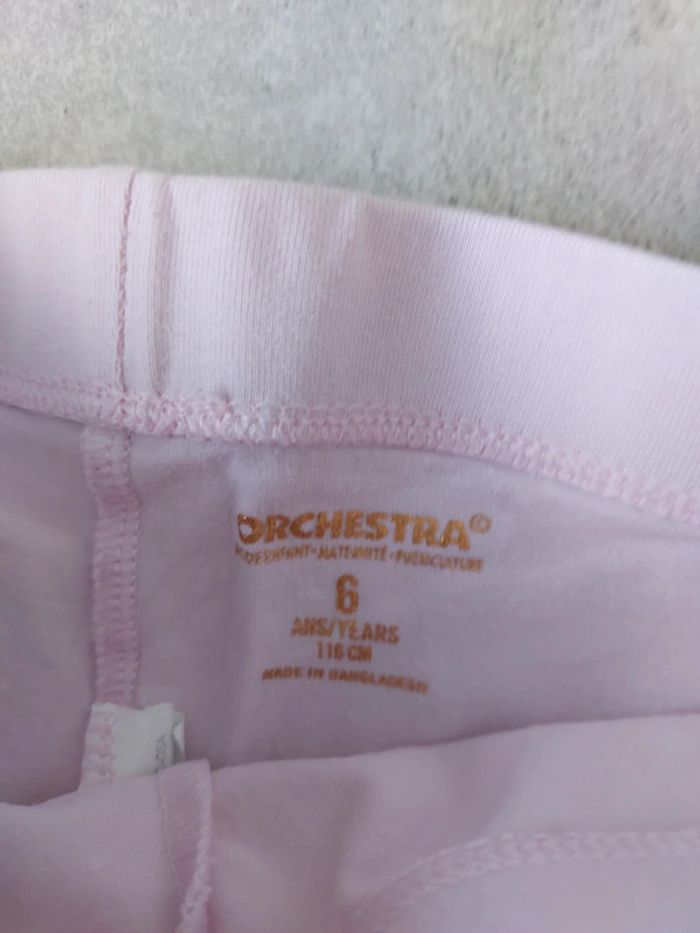 ORCHESTRA®
MODE ENFANT•MATERNITÉ•PUÉRICULTURE
6
ANS/YEARS
116 CM
MADE IN BANGLADESH